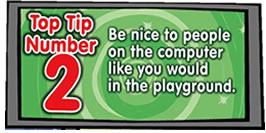 Top Tip
Number
2
Be nice to people
on the computer
like you would
in the playground.